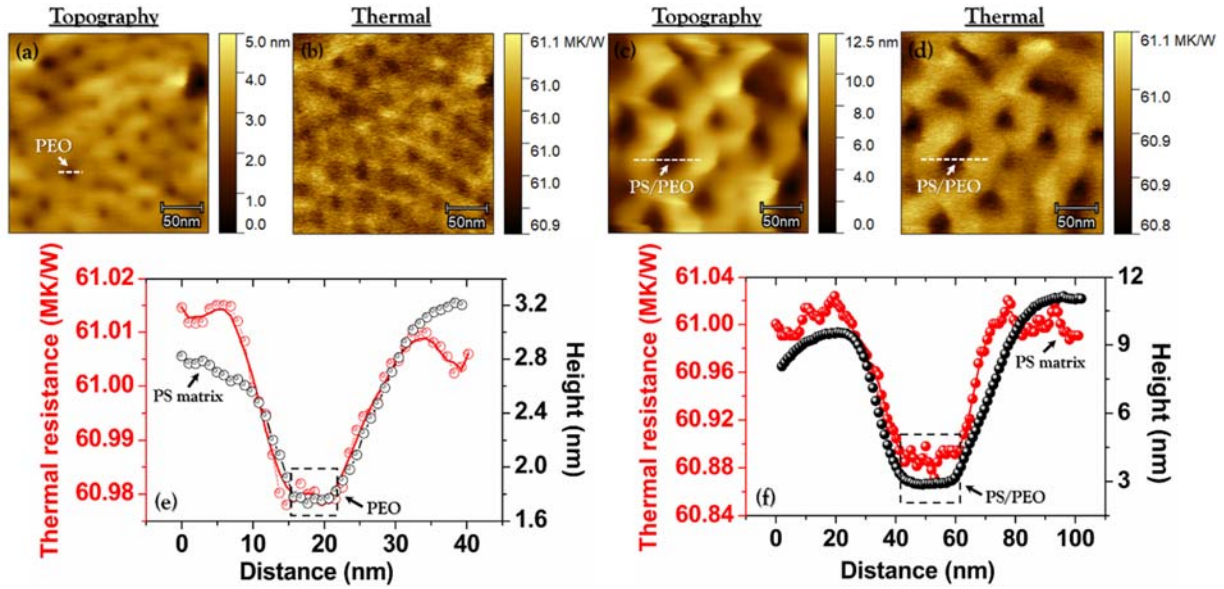 Topography
Thermal
Topography
Thermal
(a)
PEO
50nm
5.0 nm
4.0
3.0
2.0
1.0
0.0
(b)
50nm
61.1 MK/W
61.0
61.0
61.0
60.9
(c)
PS/PEO
50nm
12.5 nm
10.0
8.0
6.0
4.0
2.0
0.0
(d)
PS/PEO
50nm
61.1 MK/W
61.0
60.9
60.9
60.8
Thermal resistance (MK/W)
61.02
61.01
61.00
60.99
60.98
PS matrix
PEO
(e)
3.2
2.8
2.4
2.0
1.6
Height (nm)
0 10 20 30 40
Distance (nm)
Thermal resistance (MK/W)
61.04
61.00
60.96
60.92
60.88
60.84
PS matrix
PS/PEO
(f)
12
9
6
3
Height (nm)
0 20 40 60 80 100
Distance (nm)